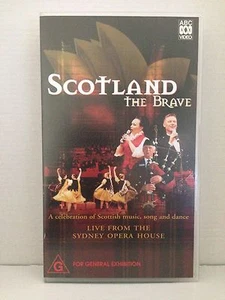 ABC
VIDEO
SCOTLAND
THE BRAVE
A celebration of Scottish music, song and dance
LIVE FROM THE
SYDNEY OPERA HOUSE
G
FOR GENERAL EXHIBITION